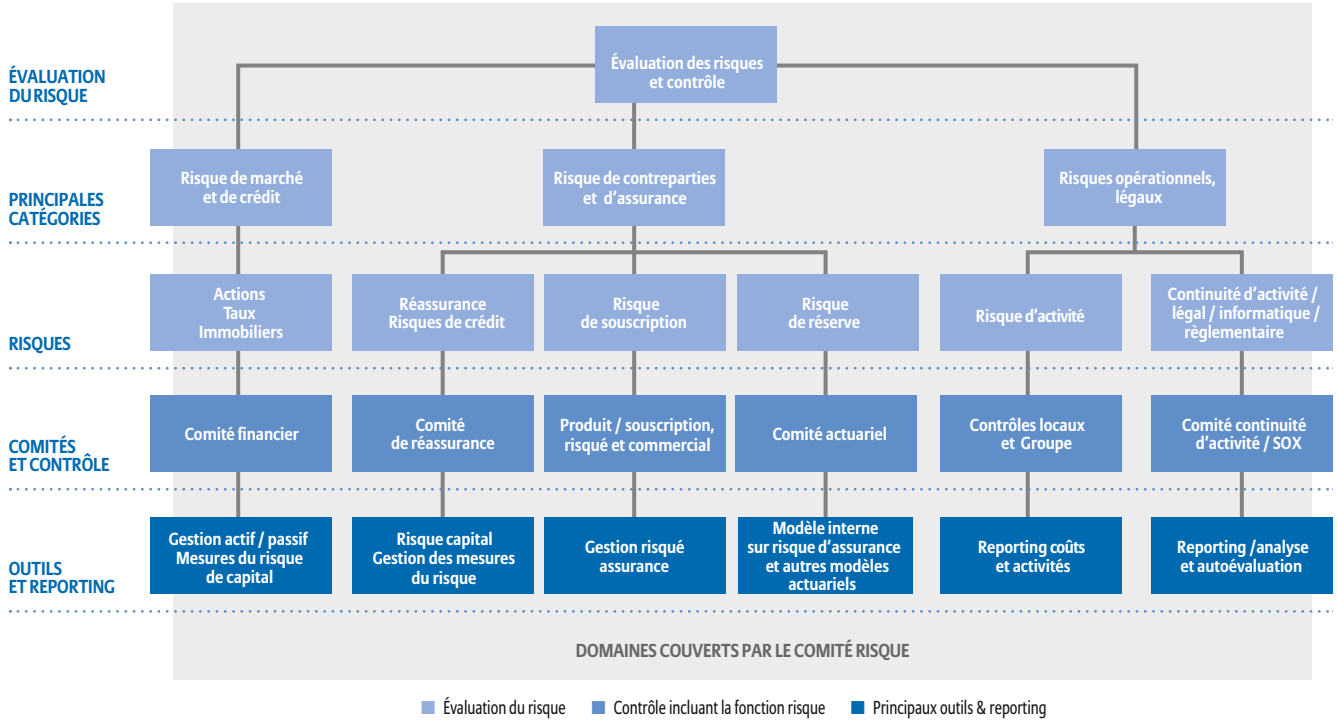 ÉVALUATION
DU RISQUE
Évaluation des risques
et contrôle
PRINCIPALES
CATÉGORIES
Risque de marché
et de crédit
Risque de contreparties
et d'assurance
Risques opérationnels,
légaux
RISQUES
Actions
Taux
Immobiliers
Réassurance
Risques de crédit
Risque
de souscription
Risque
de réserve
Risque d'activité
Continuité d'activité /
légal / informatique /
règlementaire
COMITÉS
ET CONTRÔLE
Comité financier
Comité
de réassurance
Produit / souscription,
risqué et commercial
Comité actuariel
Contrôles locaux
et Groupe
Comité continuité
d'activité / SOX
OUTILS
ET REPORTING
Gestion actif / passif
Mesures du risque
de capital
Risque capital
Gestion des mesures
du risque
Gestion risqué
assurance
Modèle interne
sur risque d'assurance
et autres modèles
actuariels
Reporting coûts
et activités
Reporting /analyse
et autoévaluation
DOMAINES COUVERTS PAR LE COMITÉ RISQUE
Évaluation du risque
Contrôle incluant la fonction risque
Principaux outils & reporting